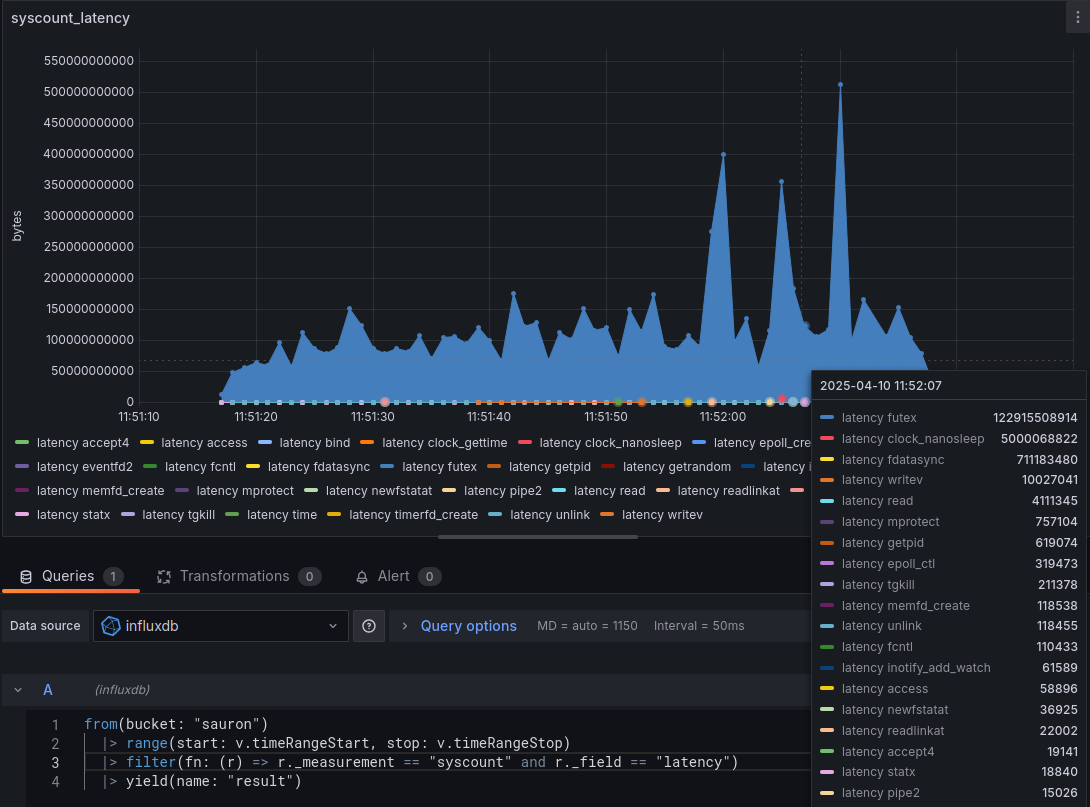 syscount_latency
550000000000
500000000000
450000000000
400000000000
350000000000
300000000000
250000000000
200000000000
150000000000
100000000000
50000000000
0
bytes
11:51:10 11:51:20 11:51:30 11:51:40 11:51:50 11:52:00
latency accept4 latency access latency bind latency clock_gettime latency clock_nanosleep latency epoll_cre
latency eventfd2 latency fcntl latency fdatasync latency futex latency getpid latency getrandom latency i
latency memfd_create latency mprotect latency newfstatat latency pipe2 latency read latency readlinkat
latency statx latency tgkill latency time latency timerfd_create latency unlink latency writev
2025-04-10 11:52:07
latency futex 122915508914
latency clock_nanosleep 5000068822
latency fdatasync 711183480
latency writev 10027041
latency read 4111345
latency mprotect 757104
latency getpid 619074
latency epoll_ctl 319473
latency tgkill 211378
latency memfd_create 118538
latency unlink 118455
latency fcntl 110433
latency inotify_add_watch 61589
latency access 58896
latency newfstatat 36925
latency readlinkat 22002
latency accept4 19141
latency statx 18840
latency pipe2 15026
Queries 1 Transformations 0 Alert 0
Data source influxdb Query options MD = auto = 1150 Interval = 50ms
A (influxdb)
1 from(bucket: "sauron")
2 |> range(start: v.timeRangeStart, stop: v.timeRangeStop)
3 |> filter(fn: (r) => r._measurement == "syscount" and r._field == "latency")
4 |> yield(name: "result")